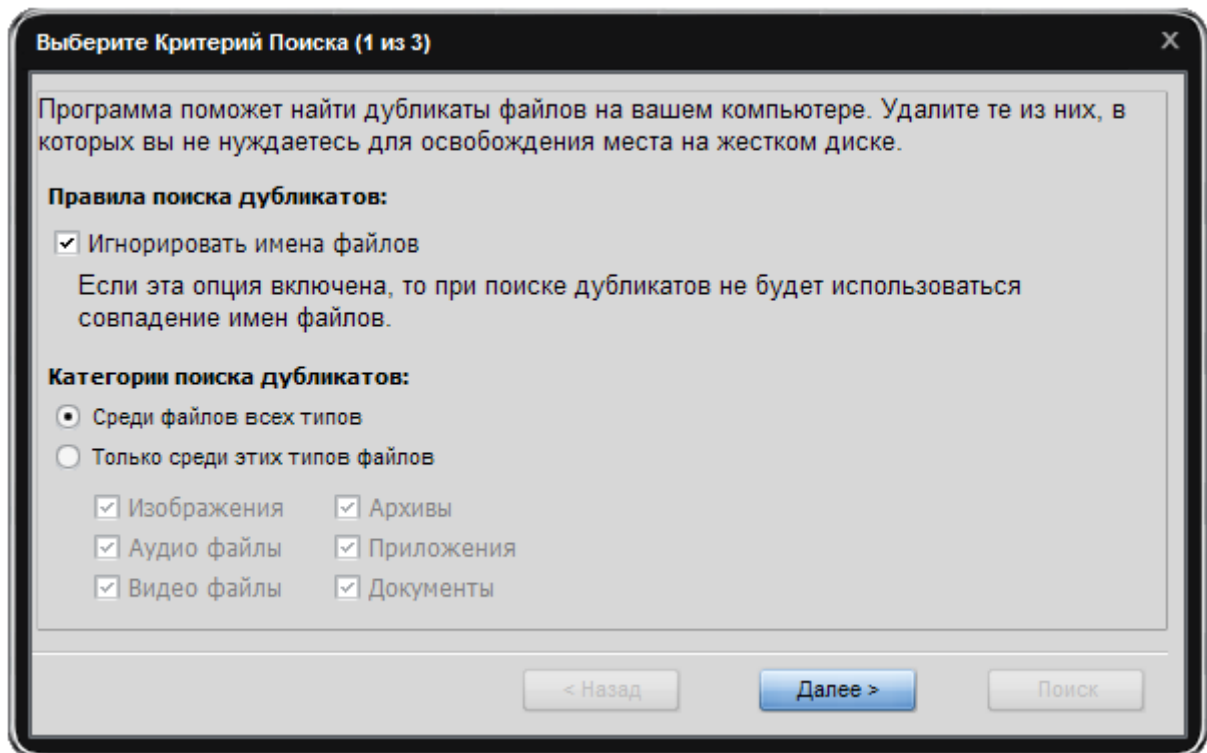 Выберите Критерий Поиска (1 из 3)
X
Программа поможет найти дубликаты файлов на вашем компьютере. Удалите те из них, в
которых вы не нуждаетесь для освобождения места на жестком диске.
Правила поиска дубликатов:
Игнорировать имена файлов
Если эта опция включена, то при поиске дубликатов не будет использоваться
совпадение имен файлов.
Категории поиска дубликатов:
Среди файлов всех типов
Только среди этих типов файлов
Изображения Архивы
Аудио файлы Приложения
Видео файлы Документы
< Назад Далее > Поиск